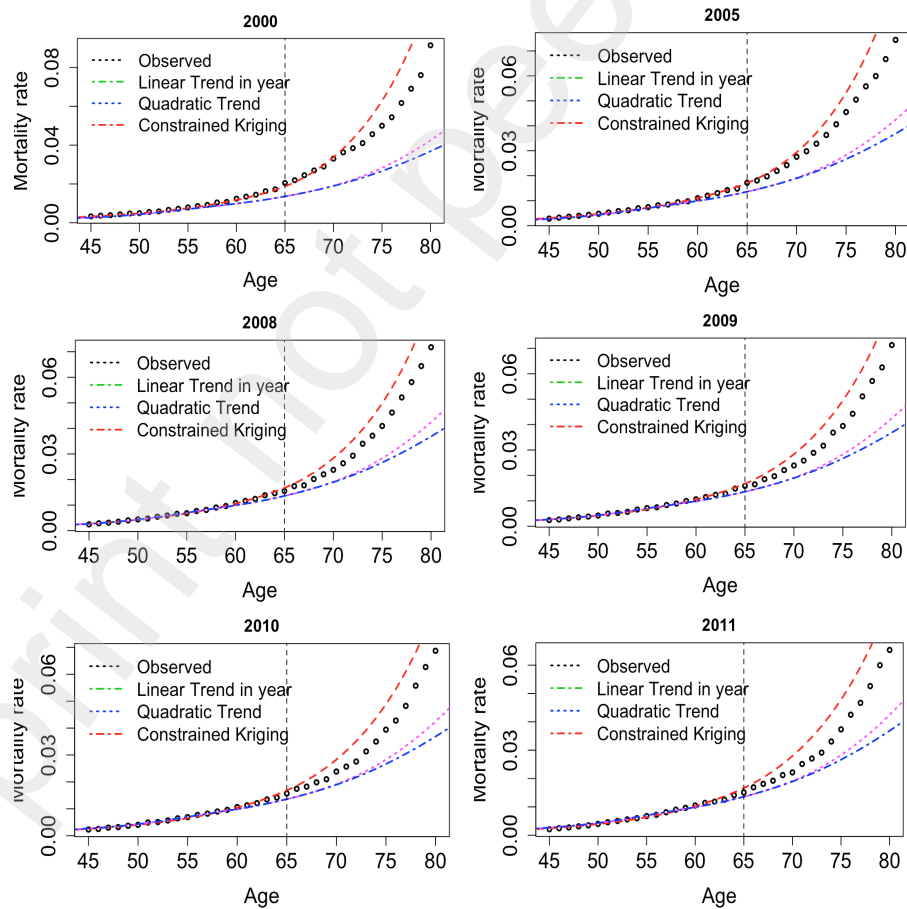 2000
Mortality rate
0.08
0.04
0.00
Observed
Linear Trend in year
Quadratic Trend
Constrained Kriging
45 50 55 60 65 70 75 80
Age
2005
Mortality rate
0.06
0.03
0.00
Observed
Linear Trend in year
Quadratic Trend
Constrained Kriging
45 50 55 60 65 70 75 80
Age
2008
Mortality rate
0.06
0.03
0.00
Observed
Linear Trend in year
Quadratic Trend
Constrained Kriging
45 50 55 60 65 70 75 80
Age
2009
Mortality rate
0.06
0.03
0.00
Observed
Linear Trend in year
Quadratic Trend
Constrained Kriging
45 50 55 60 65 70 75 80
Age
2010
Mortality rate
0.06
0.03
0.00
Observed
Linear Trend in year
Quadratic Trend
Constrained Kriging
45 50 55 60 65 70 75 80
Age
2011
Mortality rate
0.06
0.03
0.00
Observed
Linear Trend in year
Quadratic Trend
Constrained Kriging
45 50 55 60 65 70 75 80
Age
print not pee